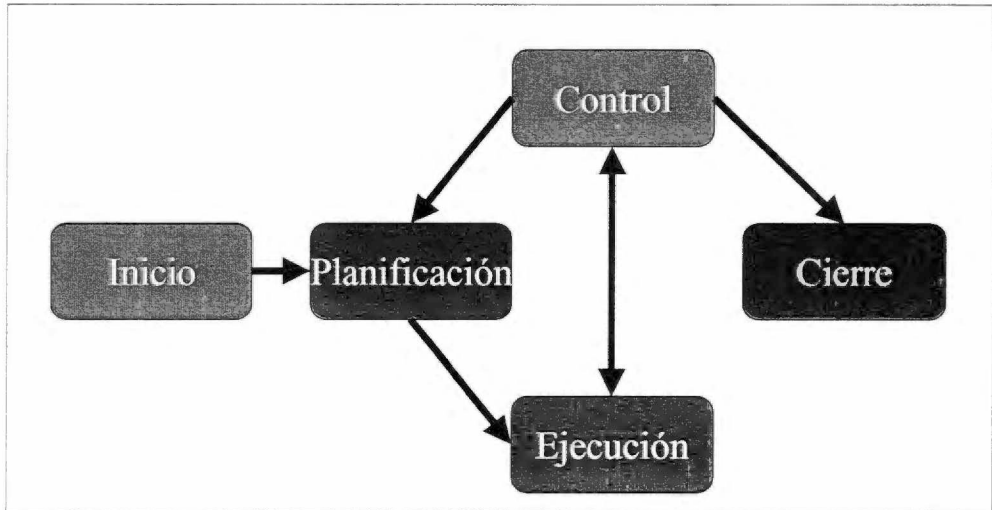 Control
Inicio
Planificación
Cierre
Ejecución